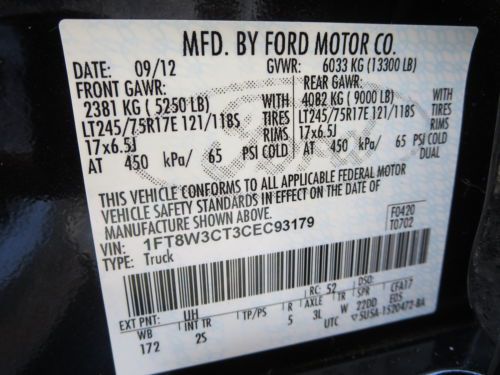 MFD. BY FORD MOTOR CO.
DATE: 09/12 GVWR: 6033 KG (13300 LB)
FRONT GAWR: REAR GAWR:
2381 KG ( 5250 LB) WITH 4082 KG ( 9000 LB) WITH
LT245/75R17E 121/118S TIRES LT245/75R17E 121/118S TIRES
17x6.5J RIMS 17x6.5J RIMS
AT 450 kPa/ 65 PSI COLD AT 450 kPa/ 65 PSI COLD
DUAL
THIS VEHICLE CONFORMS TO ALL APPLICABLE FEDERAL MOTOR
VEHICLE SAFETY STANDARDS IN EFFECT ON THE DATE OF
MANUFACTURE SHOWN ABOVE.
VIN: 1FT8W3CT3CEC93179 F0420
TYPE: Truck T0702
RC: 52 DSO:
EXT PNT: UH CFA17
WB INT TR TP/PS R AXLE TR SPR EDS
172 2S 5 3L W 22DD
UTC 5U5A-1520472-BA